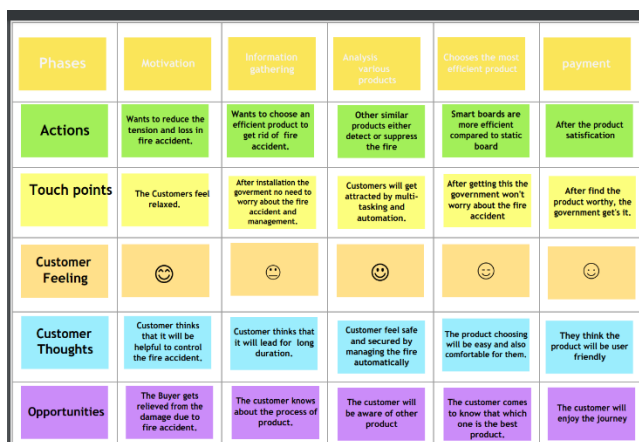 Phases
Motivation
Information
gathering
Analysis
various
products
Chooses the most
efficient product
payment
Actions
Wants to reduce the
tension and loss in
fire accident.
Wants to choose an
efficient product to
get rid of fire
accident.
Other similar
products either
detect or suppress
the fire
Smart boards are
more efficient
compared to static
board
After the product
satisfication
Touch points
The Customers feel
relaxed.
After installation the
goverment no need to
worry about the fire
accident and
management.
Customers will get
attracted by multi-
tasking and
automation.
After getting this the
government won't
worry about the fire
accident
After find the
product worthy, the
government get's it.
Customer
Feeling
Customer
Thoughts
Customer thinks
that it will be
helpful to control
the fire accident.
Customer thinks that
it will lead for long
duration.
Customer feel safe
and secured by
managing the fire
automatically
The product choosing
will be easy and also
comfortable for them.
They think the
product will be user
friendly
Opportunities
The Buyer gets
relieved from the
damage due to
fire accident.
The customer knows
about the process of
product.
The customer will
be aware of other
product
The customer comes
to know that which
one is the best
product.
The customer will
enjoy the journey